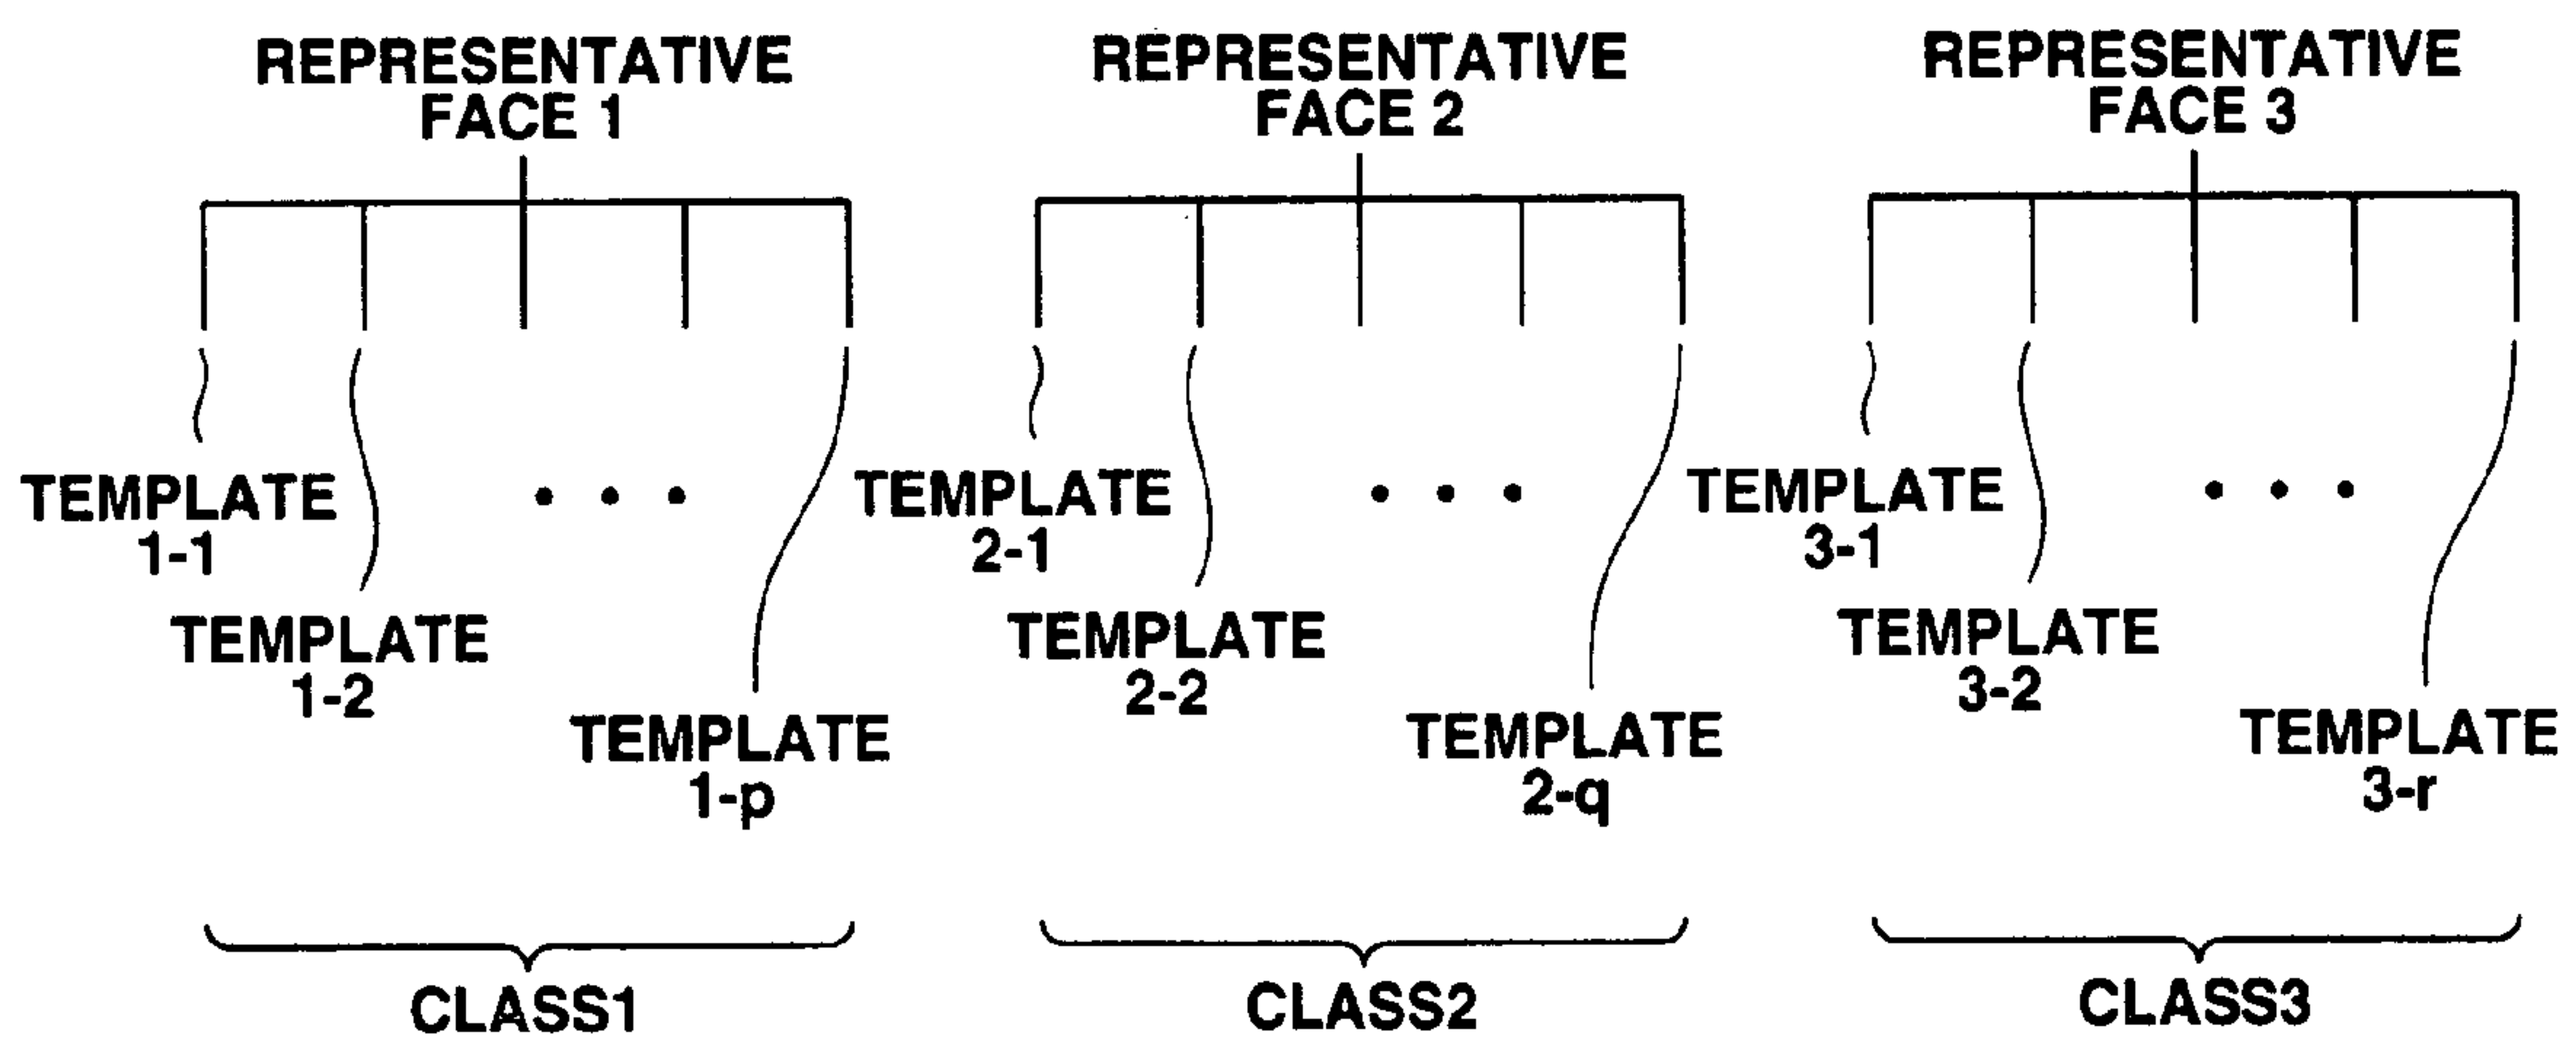 REPRESENTATIVE
FACE 1
REPRESENTATIVE
FACE 2
REPRESENTATIVE
FACE 3
TEMPLATE
1-1
TEMPLATE
1-2
• • •
TEMPLATE
1-p
TEMPLATE
2-1
TEMPLATE
2-2
• • •
TEMPLATE
2-q
TEMPLATE
3-1
TEMPLATE
3-2
• • •
TEMPLATE
3-r
CLASS1
CLASS2
CLASS3